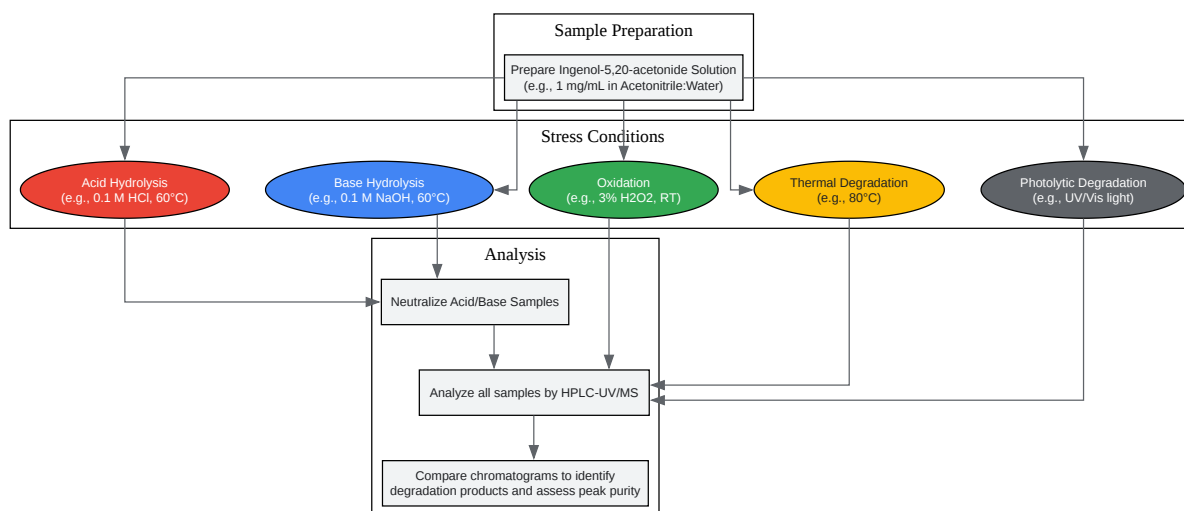 Sample Preparation
Prepare Ingenol-5,20-acetonide Solution
(e.g., 1 mg/mL in Acetonitrile:Water)
Stress Conditions
Acid Hydrolysis
(e.g., 0.1 M HCl, 60°C)
Base Hydrolysis
(e.g., 0.1 M NaOH, 60°C)
Oxidation
(e.g., 3% H2O2, RT)
Thermal Degradation
(e.g., 80°C)
Photolytic Degradation
(e.g., UV/Vis light)
Analysis
Neutralize Acid/Base Samples
Analyze all samples by HPLC-UV/MS
Compare chromatograms to identify
degradation products and assess peak purity